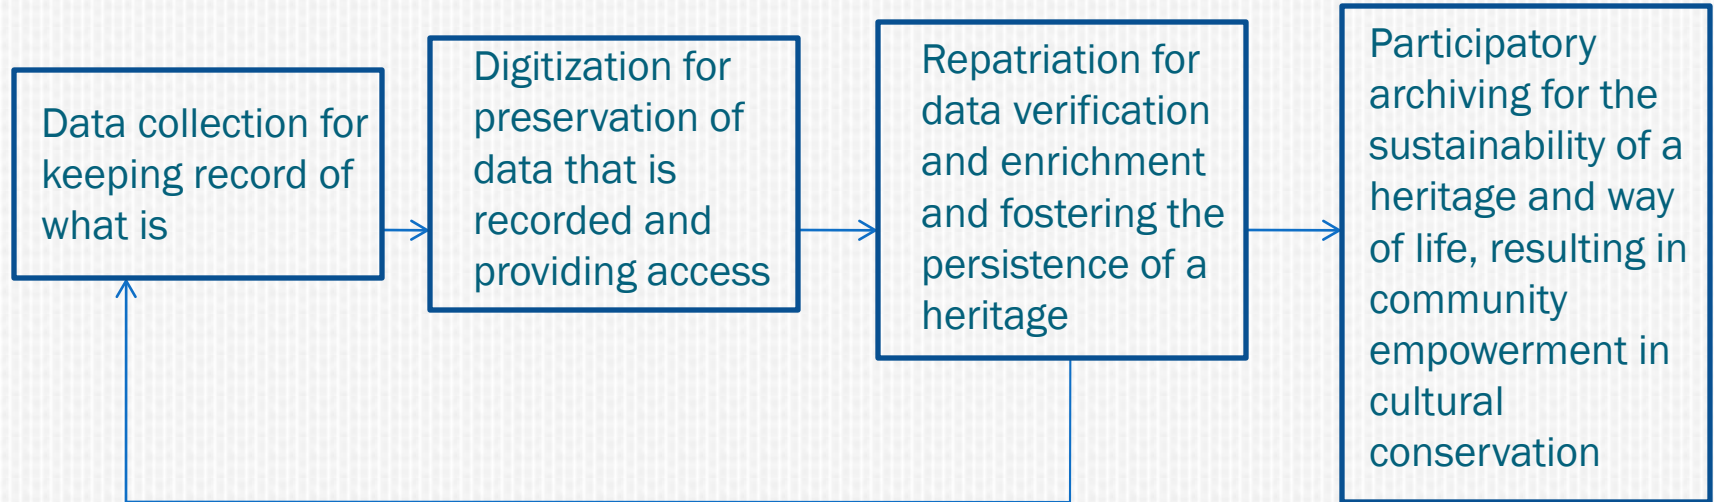 Data collection for
keeping record of
what is
Digitization for
preservation of
data that is
recorded and
providing access
Repatriation for
data verification
and enrichment
and fostering the
persistence of a
heritage
Participatory
archiving for the
sustainability of a
heritage and way
of life, resulting in
community
empowerment in
cultural
conservation